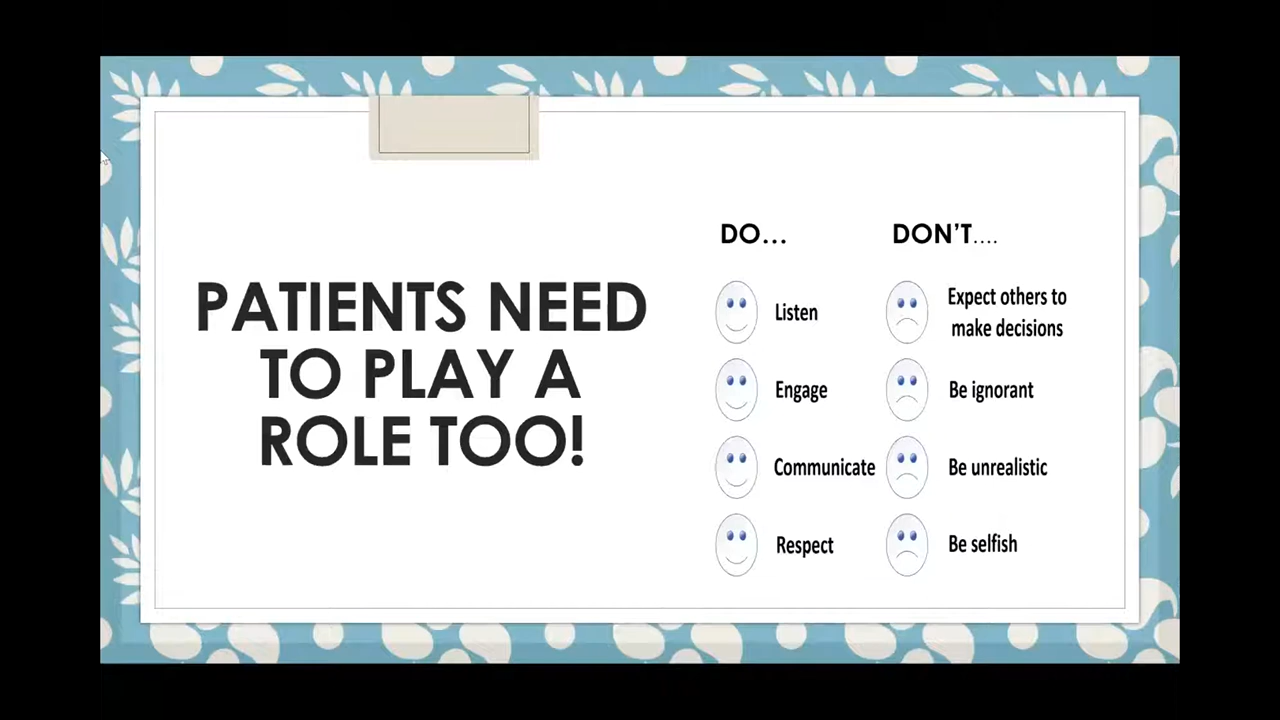 PATIENTS NEED
TO PLAY A
ROLE TOO!
DO...
Listen
Engage
Communicate
Respect
DON'T....
Expect others to
make decisions
Be ignorant
Be unrealistic
Be selfish